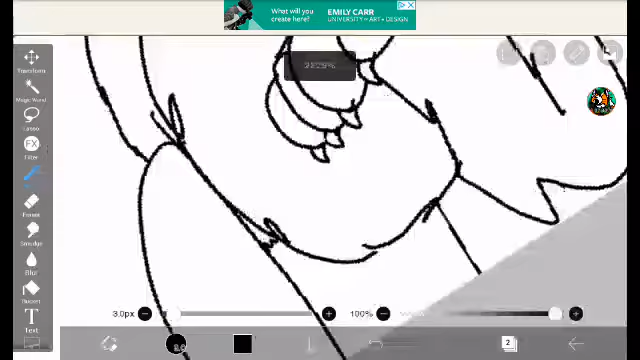 What will you
create here?
EMILY CARR
UNIVERSITY OF ART + DESIGN
Transform
Magic Wand
Lasso
FX
Filter
Eraser
Smudge
Blur
T
Text
3.0px
100%
2